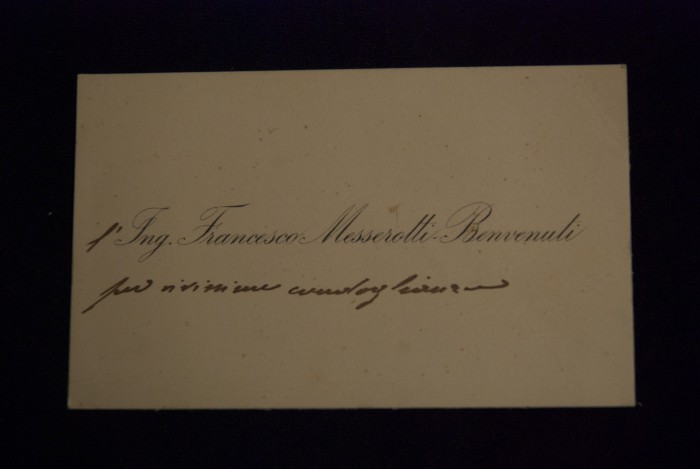 l'Ing. Francesco Messerotti-Benvenuti
per vivissime condoglianze